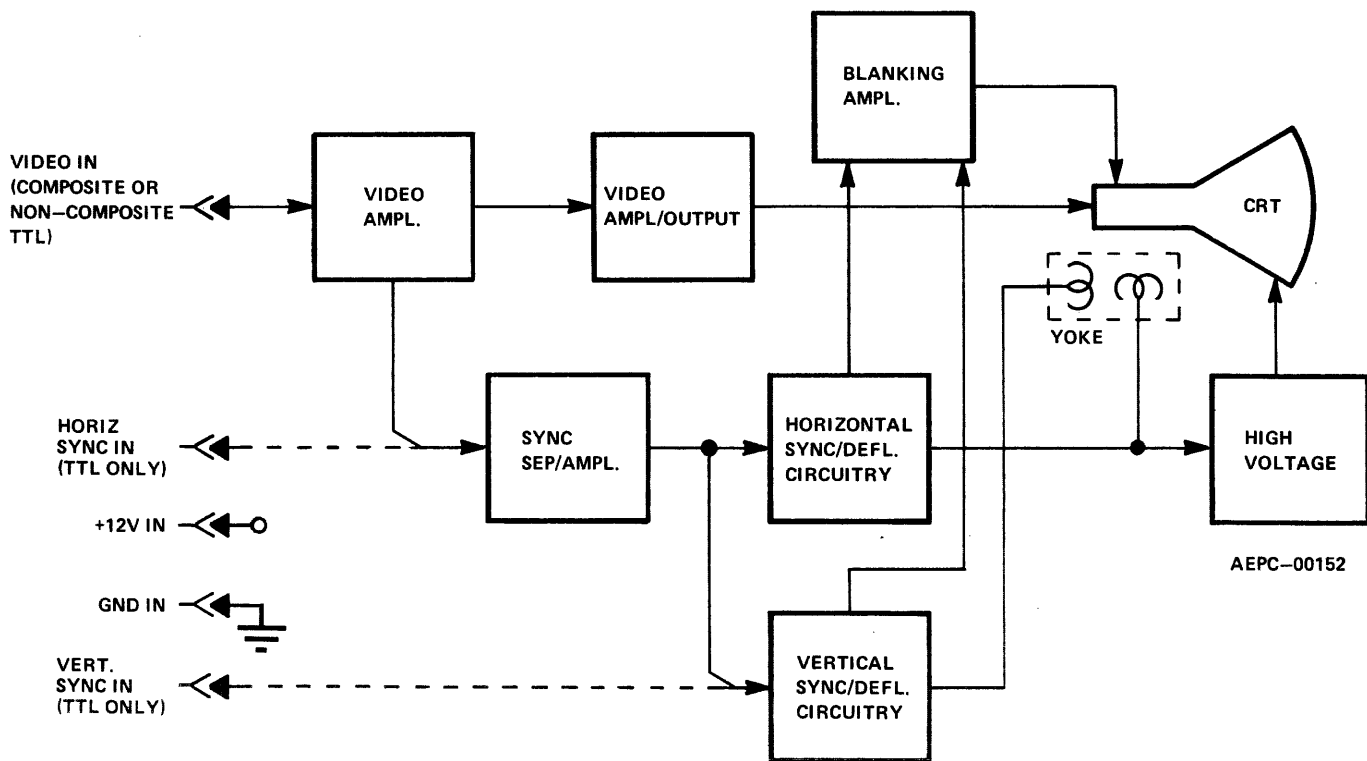 BLANKING
AMPL.
VIDEO IN
(COMPOSITE OR
NON–COMPOSITE
TTL)
VIDEO
AMPL.
VIDEO
AMPL/OUTPUT
CRT
YOKE
HORIZ
SYNC IN
(TTL ONLY)
SYNC
SEP/AMPL.
HORIZONTAL
SYNC/DEFL.
CIRCUITRY
HIGH
VOLTAGE
+12V IN
AEPC–00152
GND IN
VERT.
SYNC IN
(TTL ONLY)
VERTICAL
SYNC/DEFL.
CIRCUITRY